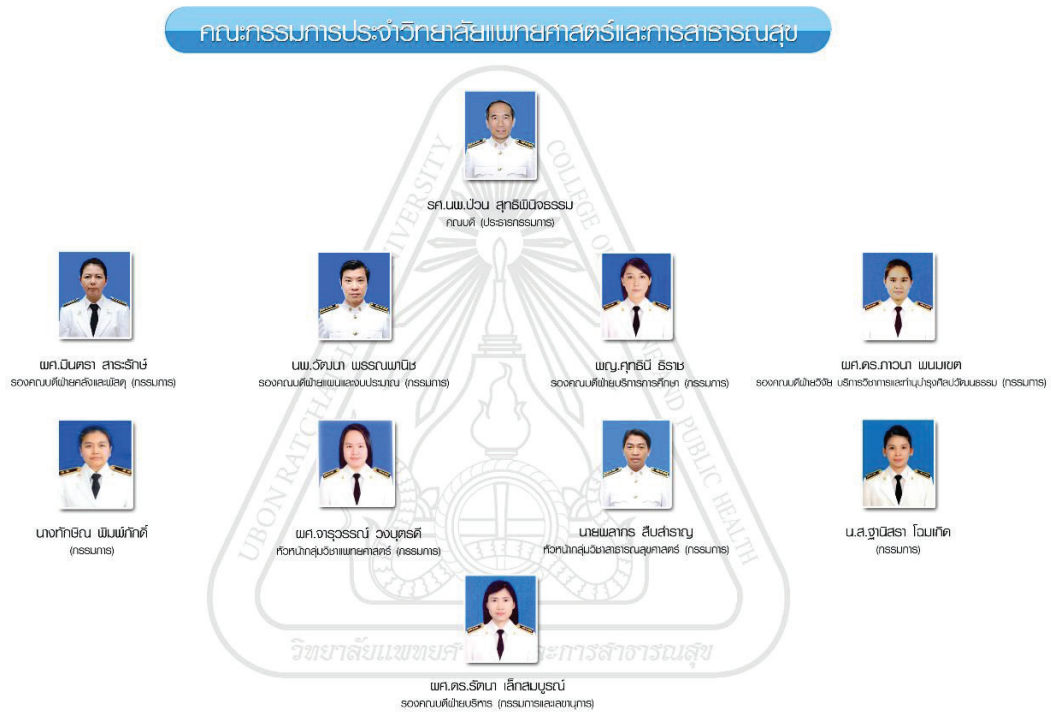 คณะกรรมการประจำวิทยาลัยแพทยศาสตร์และการสาธารณสุข
รศ.นพ.ป่วน สุทธิพินิจธรรม
คณบดี (ประธารกรรมการ)
ผศ.มินตรา สาระรักษ์
รองคณบดีฝ่ายคลังและพัสดุ (กรรมการ)
นพ.วัฒนา พรรณพานิช
รองคณบดีฝ่ายแผนและงบประมาณ (กรรมการ)
พญ.ศุทธินี ธิราช
รองคณบดีฝ่ายบริการการศึกษา (กรรมการ)
ผศ.ดร.ภาวนา พนมเขต
รองคณบดีฝ่ายวิจัย บริการวิชาการและทำนุบำรุงศิลปวัฒนธรรม (กรรมการ)
นางทักษิณ พิมพ์ภักดิ์
(กรรมการ)
ผศ.จารุวรรณ์ วงบุตรดี
หัวหน้ากลุ่มวิชาแพทยศาสตร์ (กรรมการ)
นายพลากร สืบสำราญ
หัวหน้ากลุ่มวิชาสาธารณสุขศาสตร์ (กรรมการ)
น.ส.ฐานิสรา โฉมเกิด
(กรรมการ)
ผศ.ดร.รัตนา เล็กสมบูรณ์
รองคณบดีฝ่ายบริหาร (กรรมการและเลขานุการ)
UBON RATCHATHANI UNIVERSITY
COLLEGE OF MEDICINE AND PUBLIC HEALTH